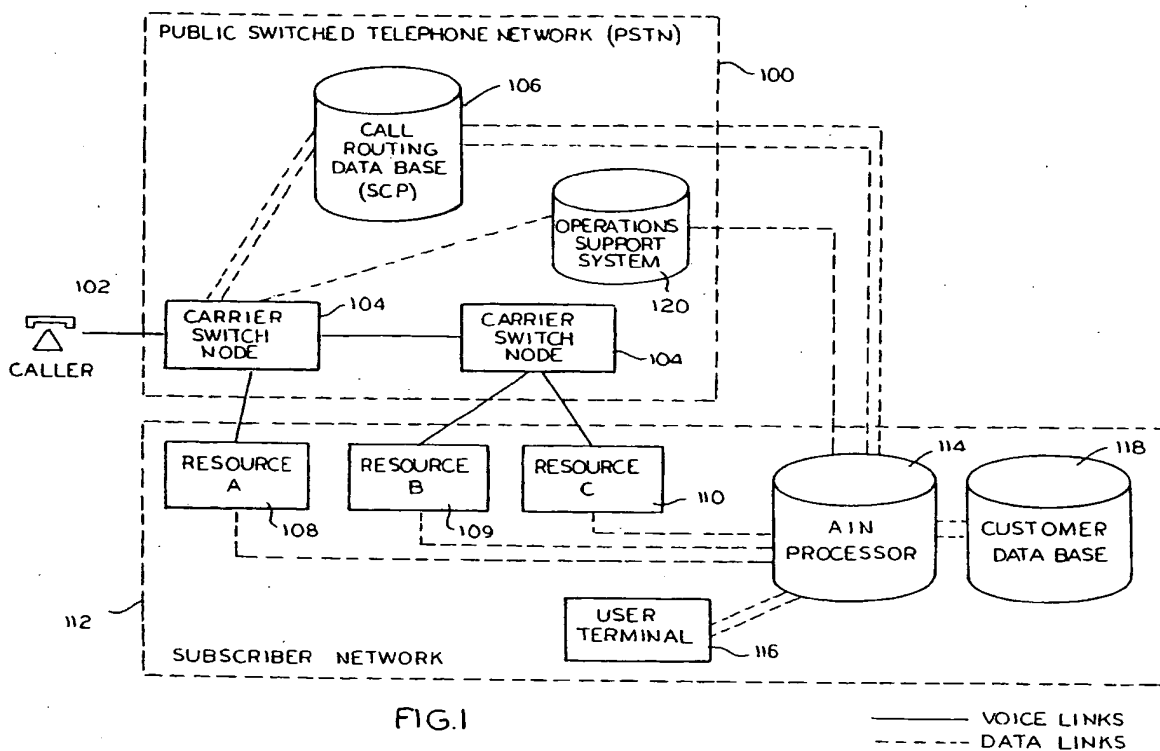 PUBLIC SWITCHED TELEPHONE NETWORK (PSTN)
100
106
CALL
ROUTING
DATA BASE
(SCP)
OPERATIONS
SUPPORT
SYSTEM
120
102
CALLER
104
CARRIER
SWITCH
NODE
CARRIER
SWITCH
NODE
104
RESOURCE
A
108
RESOURCE
B
109
RESOURCE
C
110
114
AIN
PROCESSOR
118
CUSTOMER
DATA BASE
112
USER
TERMINAL
116
SUBSCRIBER NETWORK
FIG.1
VOICE LINKS
DATA LINKS